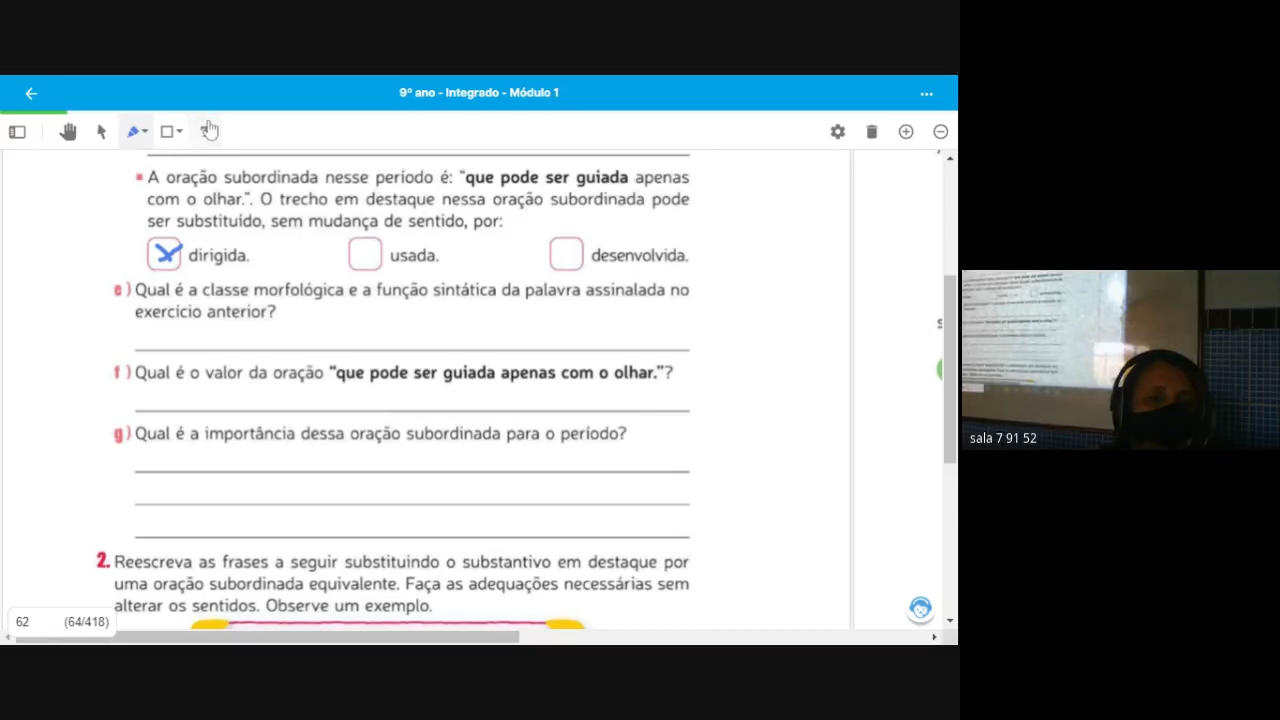 9º ano - Integrado - Módulo 1
A oração subordinada nesse período é: "que pode ser guiada apenas
com o olhar.". O trecho em destaque nessa oração subordinada pode
ser substituído, sem mudança de sentido, por:
dirigida. usada. desenvolvida.
e) Qual é a classe morfológica e a função sintática da palavra assinalada no
exercício anterior?
f) Qual é o valor da oração "que pode ser guiada apenas com o olhar."?
g) Qual é a importância dessa oração subordinada para o período?
2. Reescreva as frases a seguir substituindo o substantivo em destaque por
uma oração subordinada equivalente. Faça as adequações necessárias sem
alterar os sentidos. Observe um exemplo.
62 (64/418)
sala 7 91 52